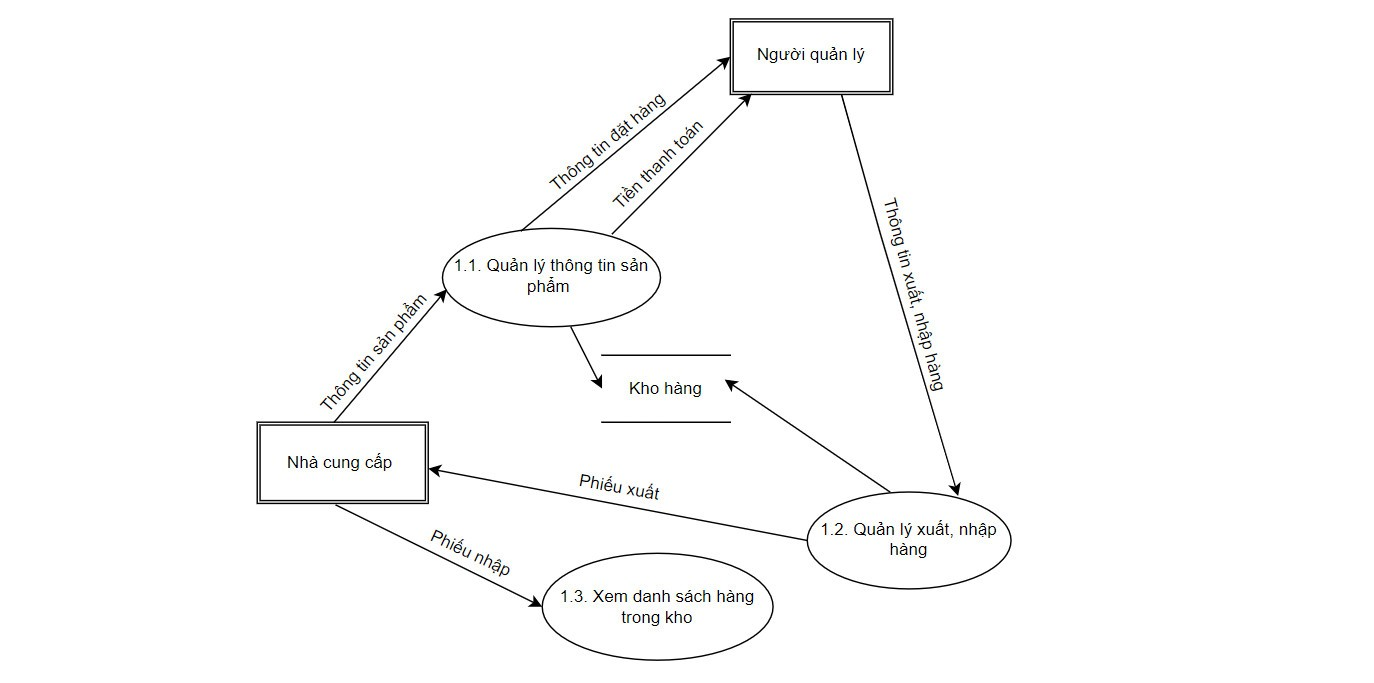 Người quản lý
Thông tin đặt hàng
Tiền thanh toán
Thông tin xuất, nhập hàng
1.1. Quản lý thông tin sản
phẩm
Thông tin sản phẩm
Kho hàng
Nhà cung cấp
Phiếu xuất
1.2. Quản lý xuất, nhập
hàng
Phiếu nhập
1.3. Xem danh sách hàng
trong kho